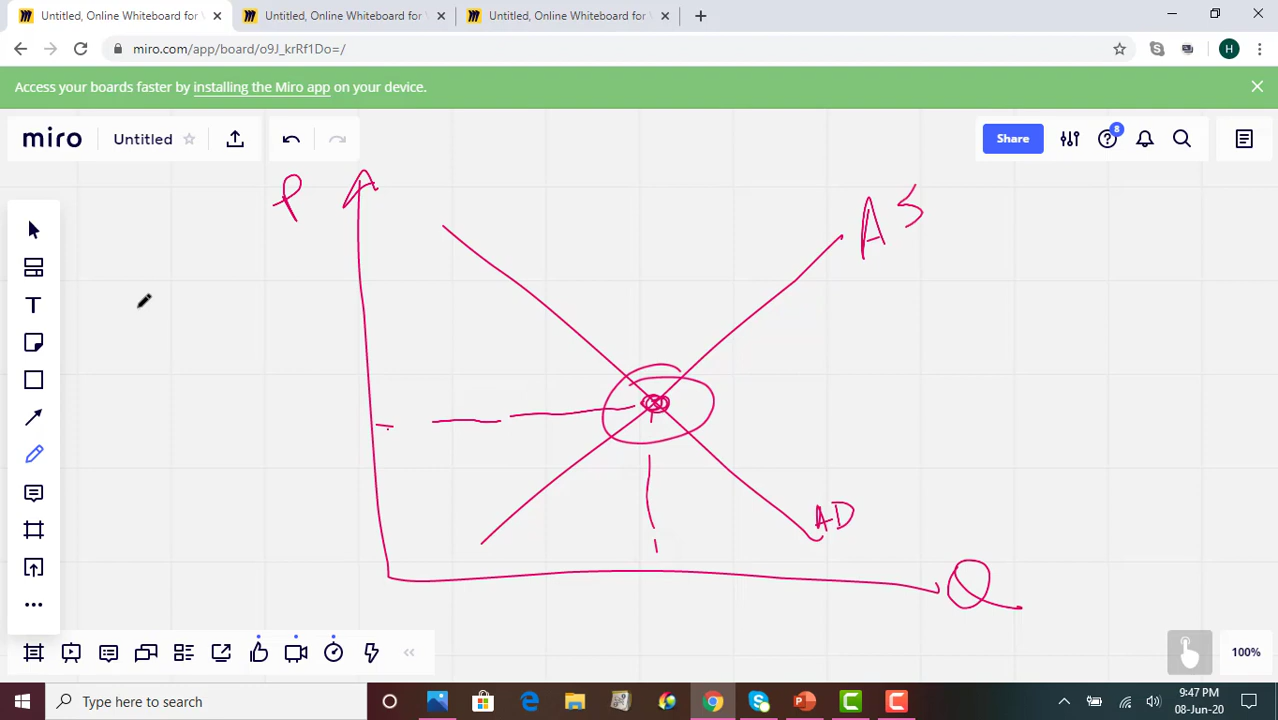 Untitled, Online Whiteboard for
Untitled, Online Whiteboard for
Untitled, Online Whiteboard for
miro.com/app/board/o9J_krRf1Do=/
H
Access your boards faster by installing the Miro app on your device.
miro
Untitled
Share
8
P
AS
T
AD
Q
100%
Type here to search
9:47 PM
08-Jun-20